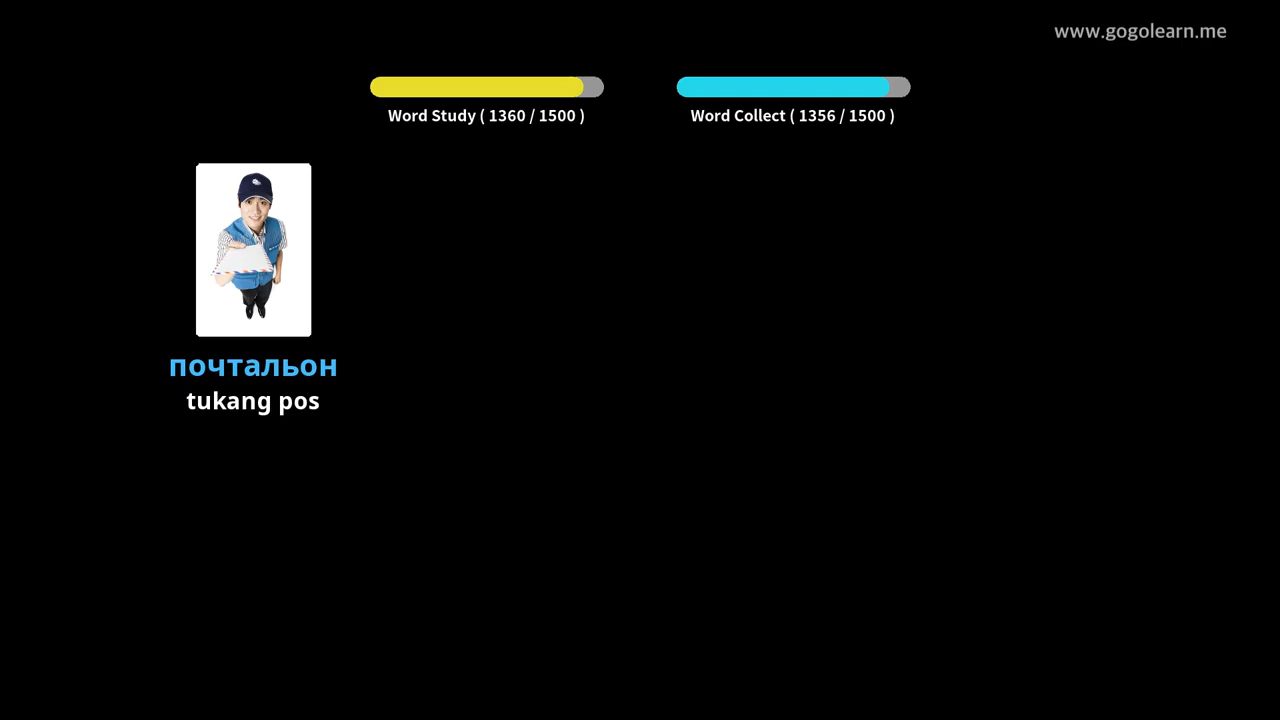 www.gogolearn.me
Word Study ( 1360 / 1500 )
Word Collect ( 1356 / 1500 )
почтальон
tukang pos